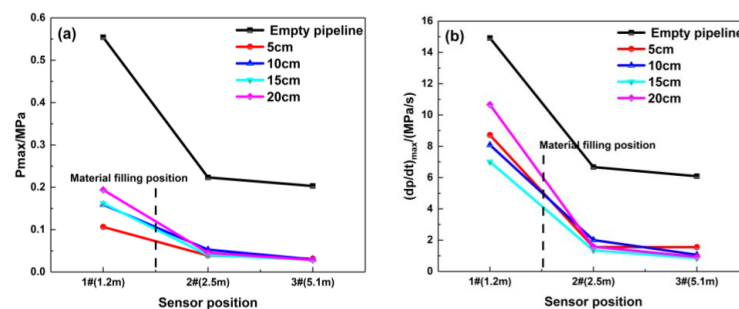 (a)
Empty pipeline
5cm
10cm
15cm
20cm
0.6
0.5
0.4
0.3
0.2
0.1
0.0
Pmax/MPa
Material filling position
1#(1.2m) 2#(2.5m) 3#(5.1m)
Sensor position
(b)
Empty pipeline
5cm
10cm
15cm
20cm
16
14
12
10
8
6
4
2
0
(dp/dt)max/(MPa/s)
Material filling position
1#(1.2m) 2#(2.5m) 3#(5.1m)
Sensor position